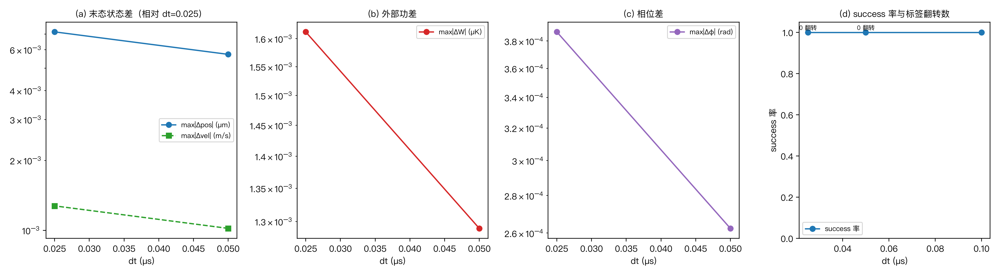 (a) 末态状态差（相对 dt=0.025）
6×10⁻³
4×10⁻³
3×10⁻³
2×10⁻³
10⁻³
max|Δpos| (μm)
max|Δvel| (m/s)
0.025 0.030 0.035 0.040 0.045 0.050
dt (μs)
(b) 外部功差
1.6×10⁻³
1.55×10⁻³
1.5×10⁻³
1.45×10⁻³
1.4×10⁻³
1.35×10⁻³
1.3×10⁻³
max|ΔW| (μK)
0.025 0.030 0.035 0.040 0.045 0.050
dt (μs)
(c) 相位差
3.8×10⁻⁴
3.6×10⁻⁴
3.4×10⁻⁴
3.2×10⁻⁴
3×10⁻⁴
2.8×10⁻⁴
2.6×10⁻⁴
max|Δϕ| (rad)
0.025 0.030 0.035 0.040 0.045 0.050
dt (μs)
(d) success 率与标签翻转数
0 翻转 0 翻转
success 率
1.0
0.8
0.6
0.4
0.2
0.0
success 率
0.04 0.06 0.08 0.10
dt (μs)